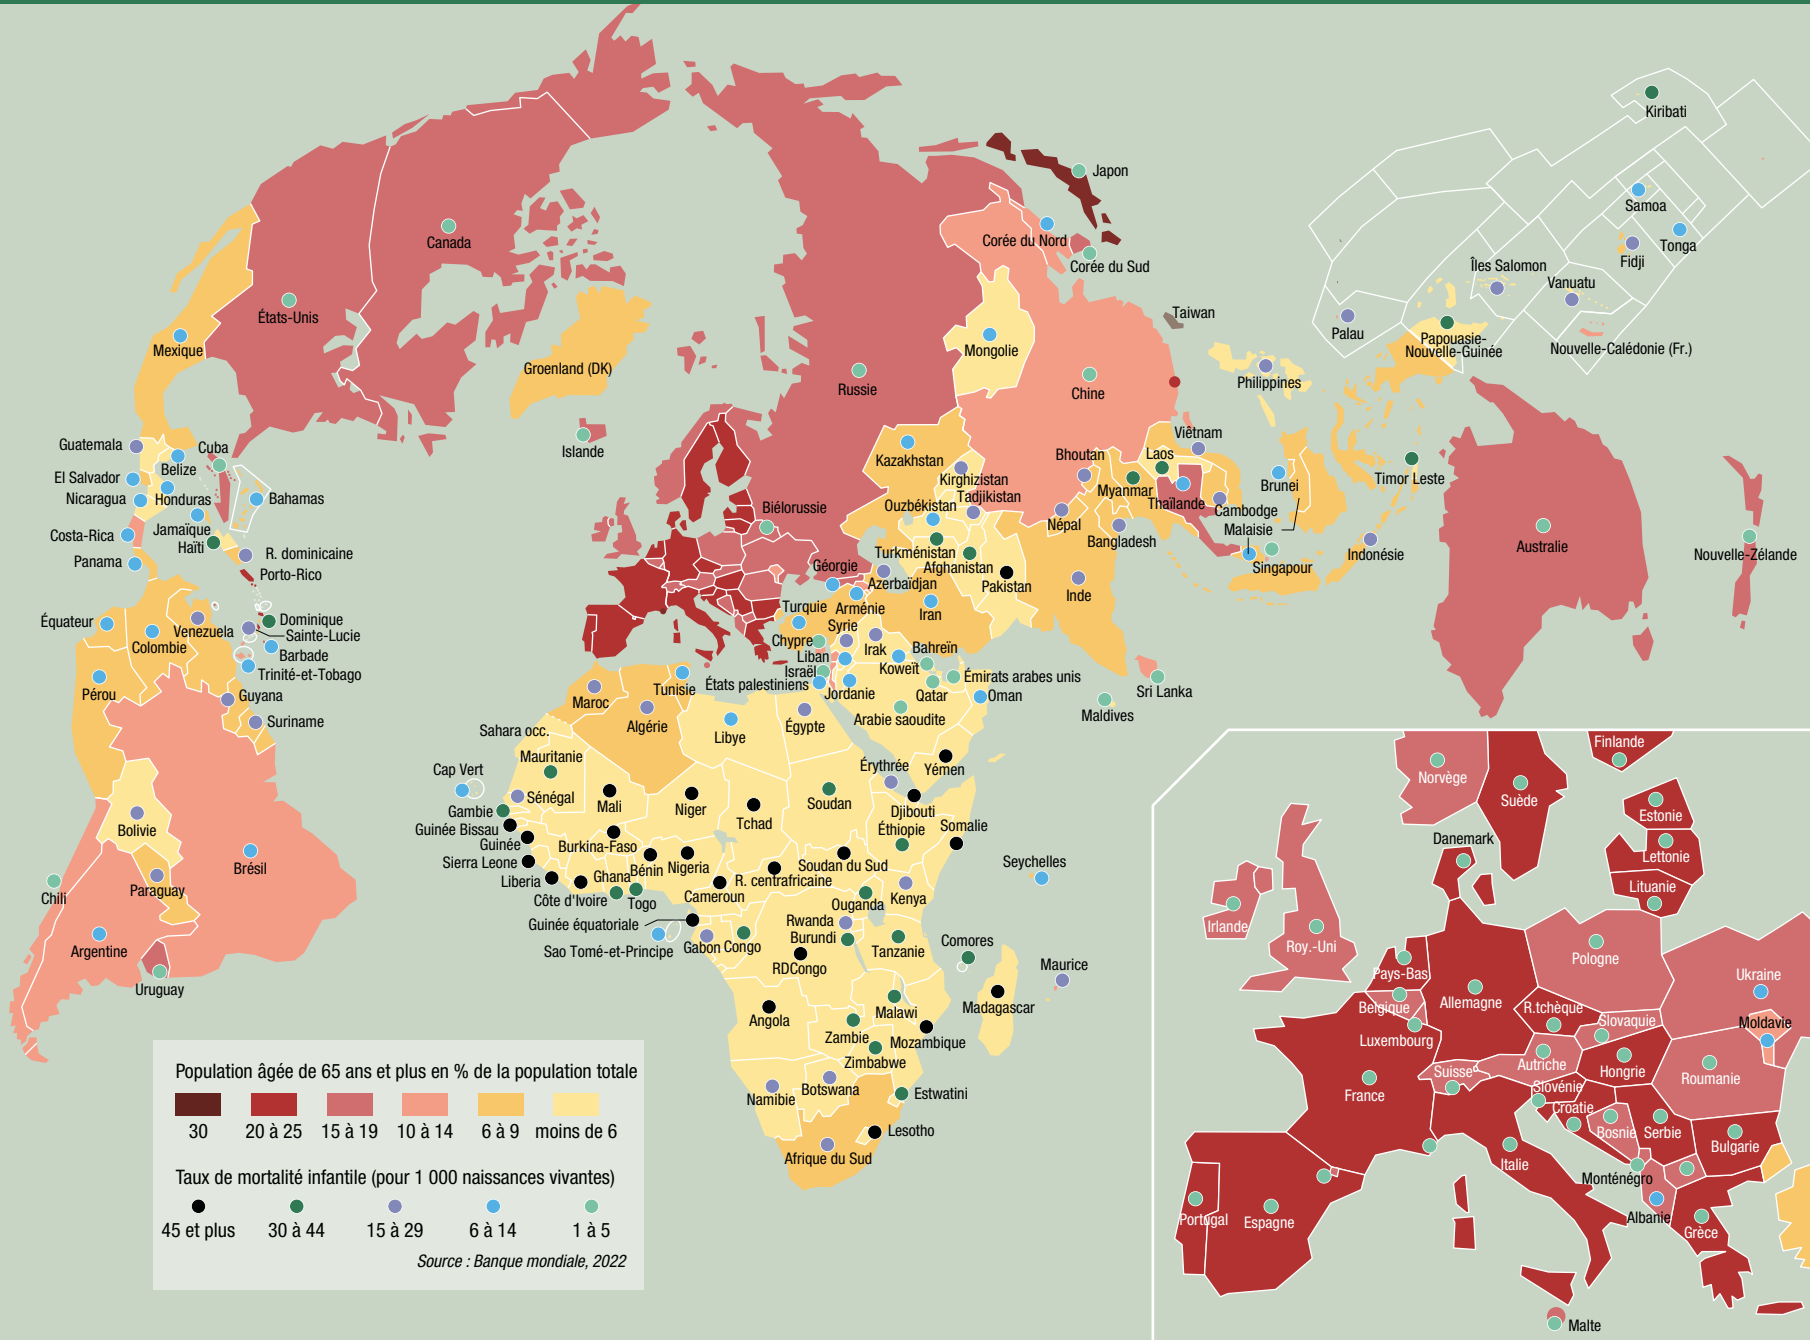 Kiribati
Japon
Samoa
Canada
Corée du Nord
Tonga
Corée du Sud
Fidji
Îles Salomon
Vanuatu
États-Unis
Taiwan
Palau
Papouasie-
Nouvelle-Guinée
Nouvelle-Calédonie (Fr.)
Mexique
Mongolie
Groenland (DK)
Philippines
Russie
Chine
Guatemala
Cuba
Islande
Viêtnam
Belize
Kazakhstan
Bhoutan
Laos
El Salvador
Kirghizistan
Myanmar
Brunei
Timor Leste
Nicaragua
Honduras
Bahamas
Tadjikistan
Thaïlande
Ouzbékistan
Biélorussie
Cambodge
Jamaïque
Népal
Malaisie
Costa-Rica
Haïti
Bangladesh
R. dominicaine
Turkménistan
Indonésie
Australie
Nouvelle-Zélande
Panama
Porto-Rico
Géorgie
Afghanistan
Singapour
Azerbaïdjan
Pakistan
Inde
Turquie
Arménie
Iran
Équateur
Dominique
Syrie
Venezuela
Sainte-Lucie
Chypre
Colombie
Irak
Bahreïn
Barbade
Liban
Koweït
Trinité-et-Tobago
Israël
Émirats arabes unis
États palestiniens
Pérou
Guyana
Tunisie
Jordanie
Qatar
Oman
Sri Lanka
Maroc
Arabie saoudite
Maldives
Suriname
Algérie
Égypte
Sahara occ.
Libye
Mauritanie
Érythrée
Yémen
Cap Vert
Sénégal
Mali
Niger
Soudan
Gambie
Djibouti
Tchad
Guinée Bissau
Éthiopie
Somalie
Bolivie
Guinée
Burkina-Faso
Sierra Leone
Bénin
Nigeria
Soudan du Sud
Seychelles
Brésil
Ghana
R. centrafricaine
Liberia
Paraguay
Chili
Côte d'Ivoire
Togo
Cameroun
Ouganda
Kenya
Guinée équatoriale
Rwanda
Argentine
Sao Tomé-et-Principe
Gabon
Congo
Burundi
Tanzanie
Comores
RDCongo
Maurice
Uruguay
Angola
Malawi
Madagascar
Zambie
Mozambique
Zimbabwe
Namibie
Botswana
Estwatini
Lesotho
Afrique du Sud
Population âgée de 65 ans et plus en % de la population totale
30
20 à 25
15 à 19
10 à 14
6 à 9
moins de 6
Taux de mortalité infantile (pour 1 000 naissances vivantes)
45 et plus
30 à 44
15 à 29
6 à 14
1 à 5
Source : Banque mondiale, 2022
Finlande
Norvège
Suède
Estonie
Danemark
Lettonie
Lituanie
Irlande
Roy.-Uni
Pologne
Pays-Bas
Ukraine
Allemagne
Belgique
R.tchèque
Slovaquie
Moldavie
Luxembourg
Autriche
Suisse
Hongrie
Roumanie
Slovénie
France
Croatie
Bosnie
Serbie
Bulgarie
Italie
Monténégro
Portugal
Espagne
Albanie
Grèce
Malte